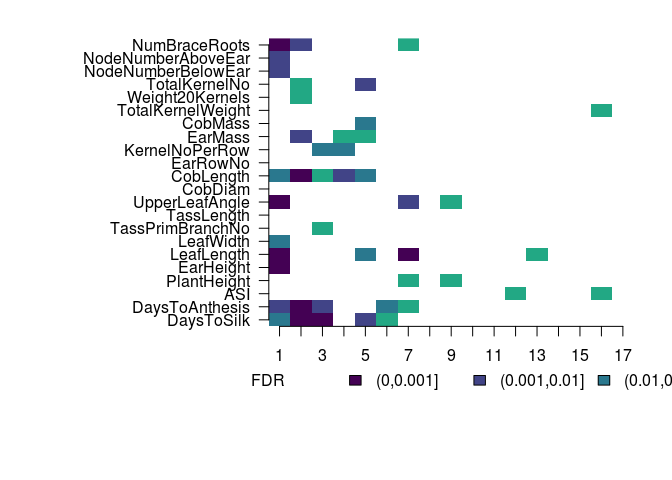 NumBraceRoots
NodeNumberAboveEar
NodeNumberBelowEar
TotalKernelNo
Weight20Kernels
TotalKernelWeight
CobMass
EarMass
KernelNoPerRow
EarRowNo
CobLength
CobDiam
UpperLeafAngle
TassLength
TassPrimBranchNo
LeafWidth
LeafLength
EarHeight
PlantHeight
ASI
DaysToAnthesis
DaysToSilk
1 3 5 7 9 11 13 15 17
FDR (0,0.001] (0.001,0.01] (0.01,0